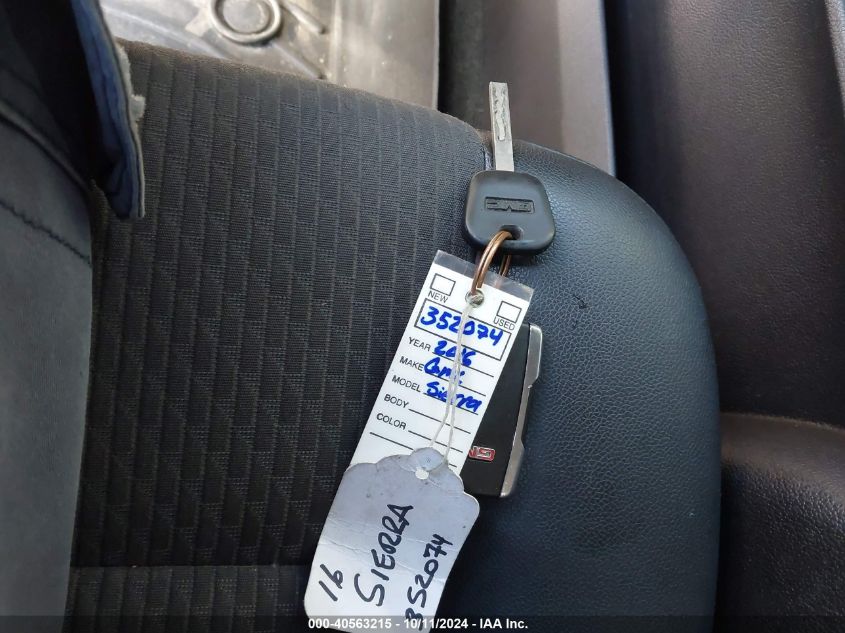 GMC
NEW
USED
352074
YEAR 2016
MAKE GMC
MODEL Sierra
BODY
COLOR
16
SIERRA
352074
000-40563215 - 10/11/2024 - IAA Inc.